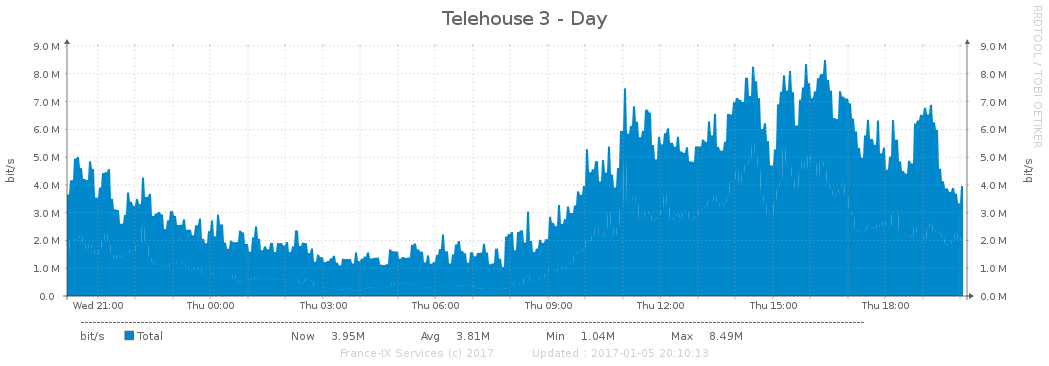 Telehouse 3 - Day
RRDTOOL / TOBI OETIKER
bit/s
9.0 M 9.0 M
8.0 M 8.0 M
7.0 M 7.0 M
6.0 M 6.0 M
5.0 M 5.0 M
4.0 M 4.0 M
3.0 M 3.0 M
2.0 M 2.0 M
1.0 M 1.0 M
0.0 0.0 M
bit/s
Wed 21:00 Thu 00:00 Thu 03:00 Thu 06:00 Thu 09:00 Thu 12:00 Thu 15:00 Thu 18:00
bit/s Total Now 3.95M Avg 3.81M Min 1.04M Max 8.49M
France-IX Services (c) 2017 Updated : 2017-01-05 20:10:13